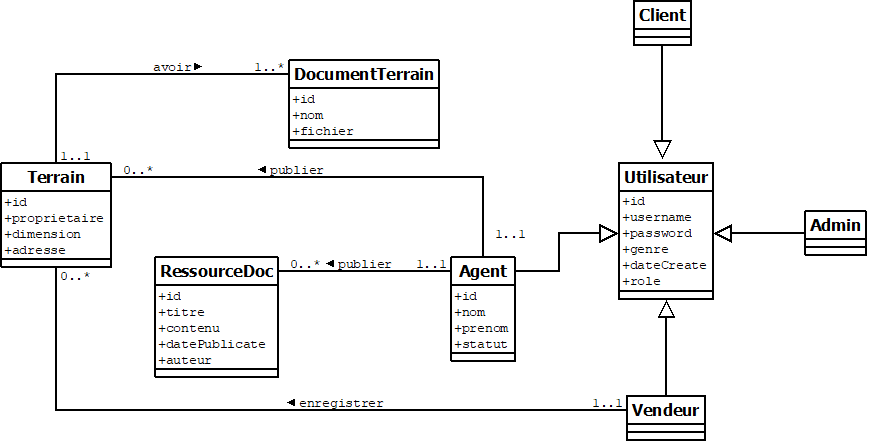 Client
avoir
1..*
DocumentTerrain
+id
+nom
+fichier
1..1
0..*
publier
Terrain
+id
+proprietaire
+dimension
+adresse
0..*
Utilisateur
+id
+username
+password
+genre
+dateCreate
+role
Admin
1..1
RessourceDoc
+id
+titre
+contenu
+datePublicate
+auteur
0..*
publier
1..1
Agent
+id
+nom
+prenom
+statut
enregistrer
1..1
Vendeur